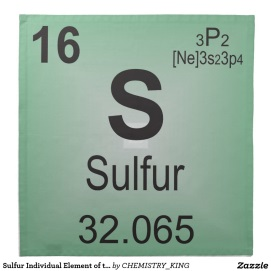 16
3P2
[Ne]3s23p4
S
Sulfur
32.065
Sulfur Individual Element of t... by CHEMISTRY_KING
Zazzle